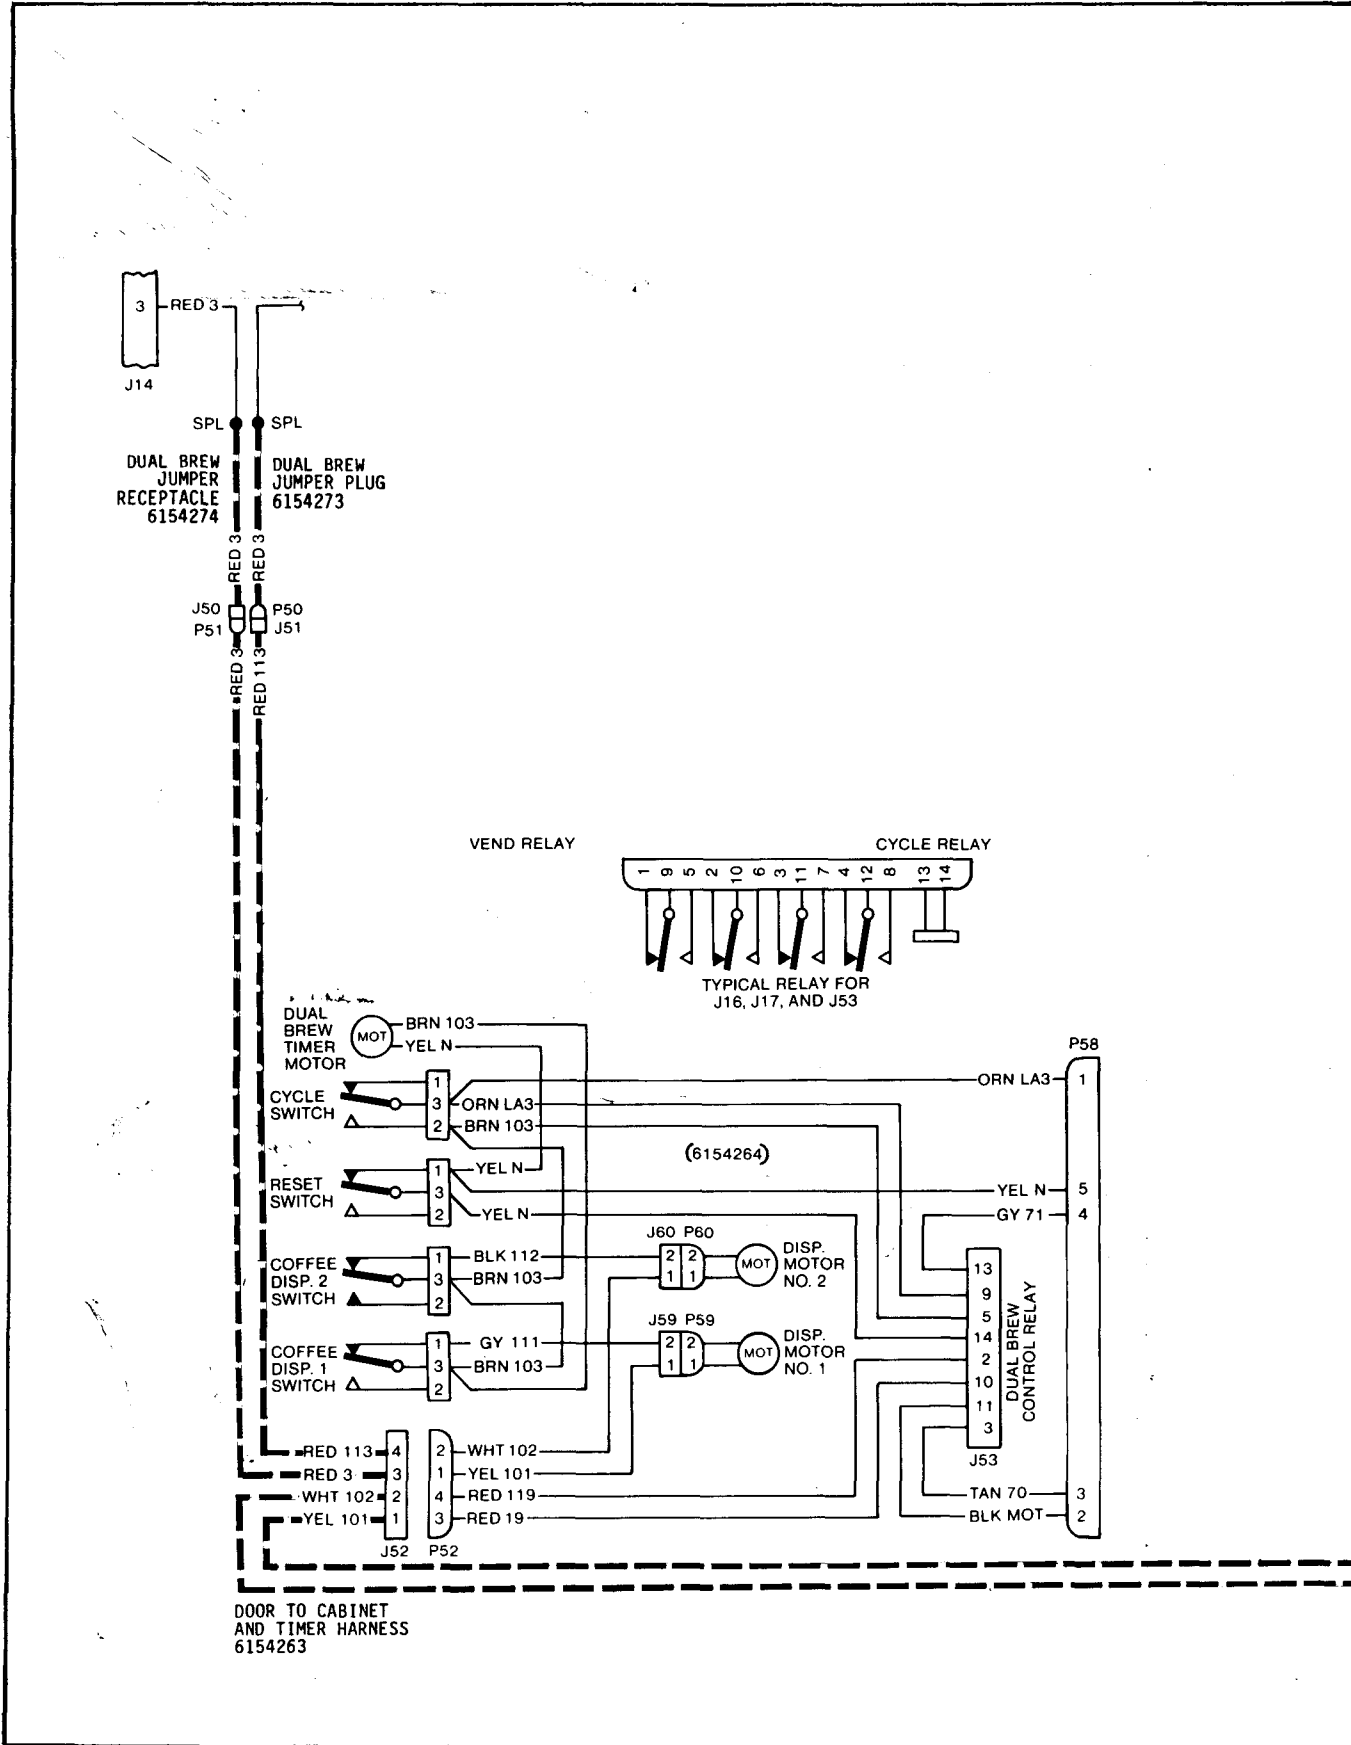 3 RED 3
J14
SPL SPL
DUAL BREW
JUMPER
RECEPTACLE
6154274
DUAL BREW
JUMPER PLUG
6154273
RED 3 RED 3
J50 P50
P51 J51
RED 3 RED 113
VEND RELAY CYCLE RELAY
1 9 5 2 10 6 3 11 7 4 12 8 13 14
TYPICAL RELAY FOR
J16, J17, AND J53
DUAL
BREW
TIMER
MOTOR
MOT
BRN 103
YEL N
CYCLE
SWITCH
1
3 ORN LA3
2 BRN 103
P58
ORN LA3 1
(6154264)
RESET
SWITCH
1 YEL N
3
2 YEL N
YEL N 5
GY 71 4
COFFEE
DISP. 2
SWITCH
1 BLK 112
3 BRN 103
2
J60 P60
2 2
1 1
MOT
DISP.
MOTOR
NO. 2
COFFEE
DISP. 1
SWITCH
1 GY 111
3 BRN 103
2
J59 P59
2 2
1 1
MOT
DISP.
MOTOR
NO. 1
13
9
5
14
2
10
11
3
DUAL BREW
CONTROL RELAY
J53
RED 113 4
RED 3 3
WHT 102 2
YEL 101 1
J52
2 WHT 102
1 YEL 101
4 RED 119
3 RED 19
P52
TAN 70 3
BLK MOT 2
DOOR TO CABINET
AND TIMER HARNESS
6154263